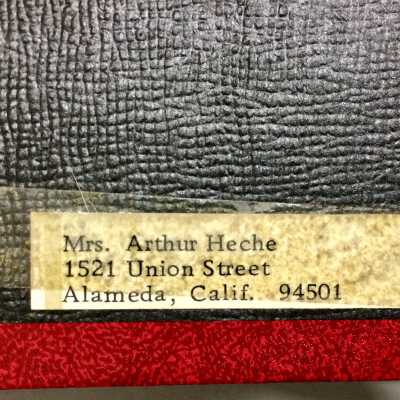 Mrs. Arthur Heche
1521 Union Street
Alameda, Calif. 94501